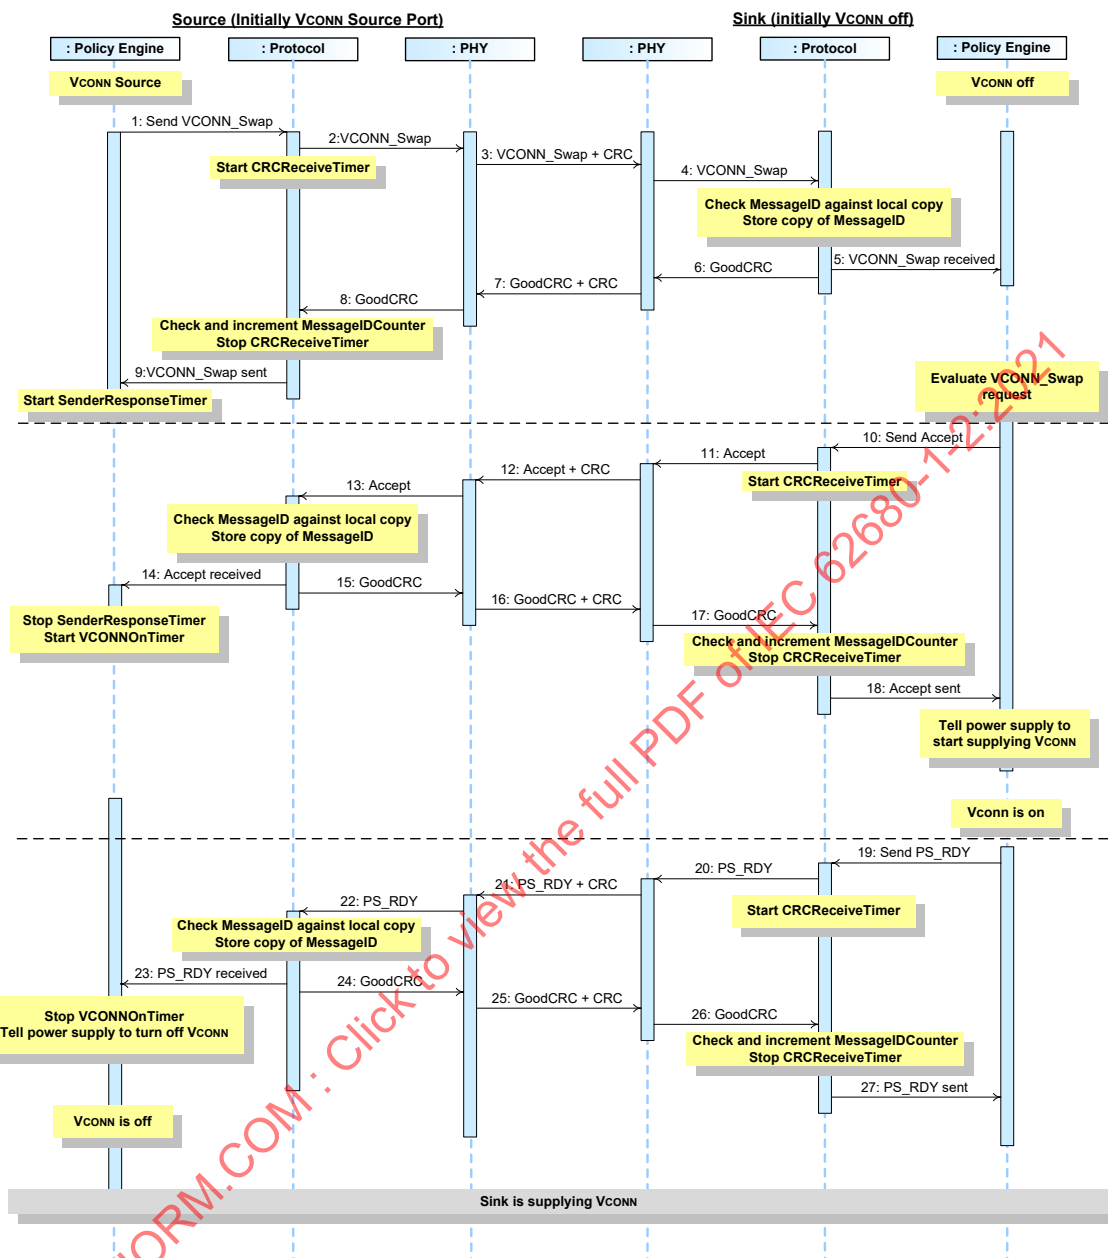 Source (Initially VCONN Source Port)
Sink (initially VCONN off)
: Policy Engine
: Protocol
: PHY
: PHY
: Protocol
: Policy Engine
VCONN Source
VCONN off
1: Send VCONN_Swap
2:VCONN_Swap
Start CRCReceiveTimer
3: VCONN_Swap + CRC
4: VCONN_Swap
Check MessageID against local copy
Store copy of MessageID
5: VCONN_Swap received
6: GoodCRC
7: GoodCRC + CRC
8: GoodCRC
Check and increment MessageIDCounter
Stop CRCReceiveTimer
9:VCONN_Swap sent
Start SenderResponseTimer
Evaluate VCONN_Swap
request
10: Send Accept
11: Accept
Start CRCReceiveTimer
12: Accept + CRC
13: Accept
Check MessageID against local copy
Store copy of MessageID
14: Accept received
15: GoodCRC
Stop SenderResponseTimer
Start VCONNOnTimer
16: GoodCRC + CRC
17: GoodCRC
Check and increment MessageIDCounter
Stop CRCReceiveTimer
18: Accept sent
Tell power supply to
start supplying VCONN
Vconn is on
19: Send PS_RDY
20: PS_RDY
Start CRCReceiveTimer
21: PS_RDY + CRC
22: PS_RDY
Check MessageID against local copy
Store copy of MessageID
23: PS_RDY received
24: GoodCRC
Stop VCONNOnTimer
Tell power supply to turn off VCONN
25: GoodCRC + CRC
26: GoodCRC
Check and increment MessageIDCounter
Stop CRCReceiveTimer
27: PS_RDY sent
VCONN is off
Sink is supplying VCONN
NORM.COM : Click to view the full PDF of IEC 62680-1-2:2021